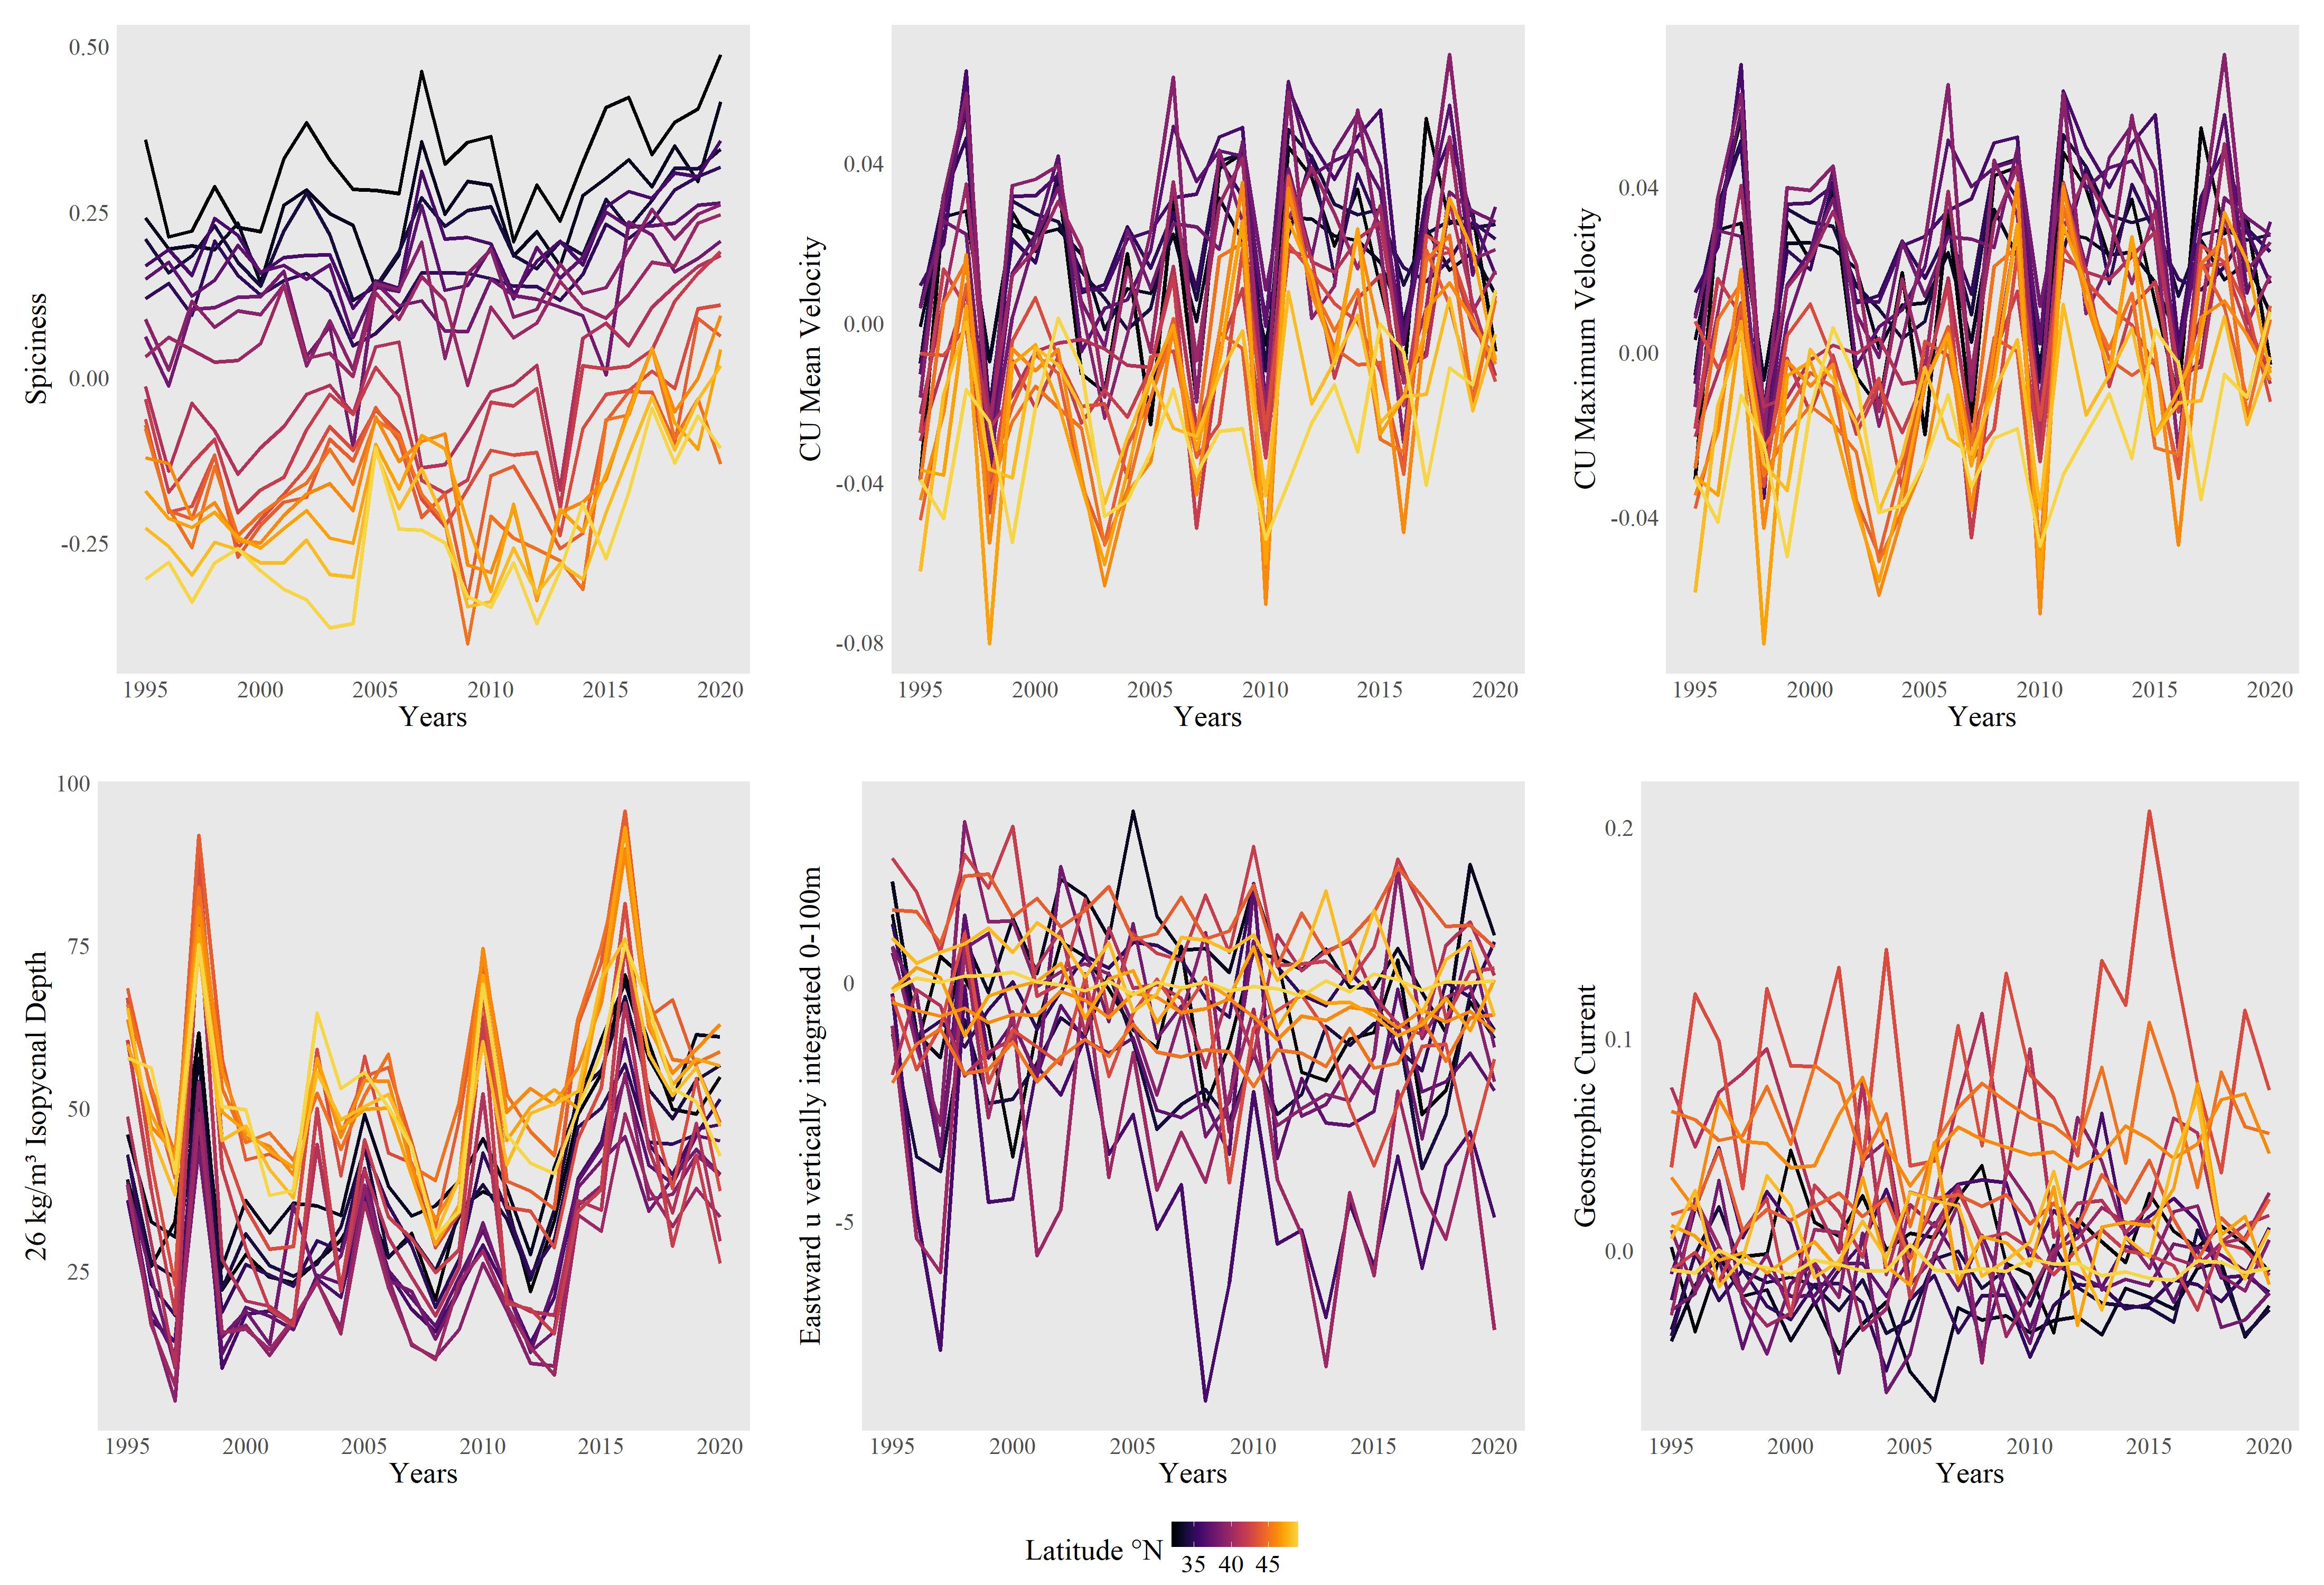 Spiciness
0.50
0.25
0.00
-0.25
1995 2000 2005 2010 2015 2020
Years
CU Mean Velocity
0.04
0.00
-0.04
-0.08
1995 2000 2005 2010 2015 2020
Years
CU Maximum Velocity
0.04
0.00
-0.04
1995 2000 2005 2010 2015 2020
Years
26 kg/m³ Isopycnal Depth
100
75
50
25
1995 2000 2005 2010 2015 2020
Years
Eastward u vertically integrated 0-100m
0
-5
1995 2000 2005 2010 2015 2020
Years
Geostrophic Current
0.2
0.1
0.0
1995 2000 2005 2010 2015 2020
Years
Latitude °N
35 40 45